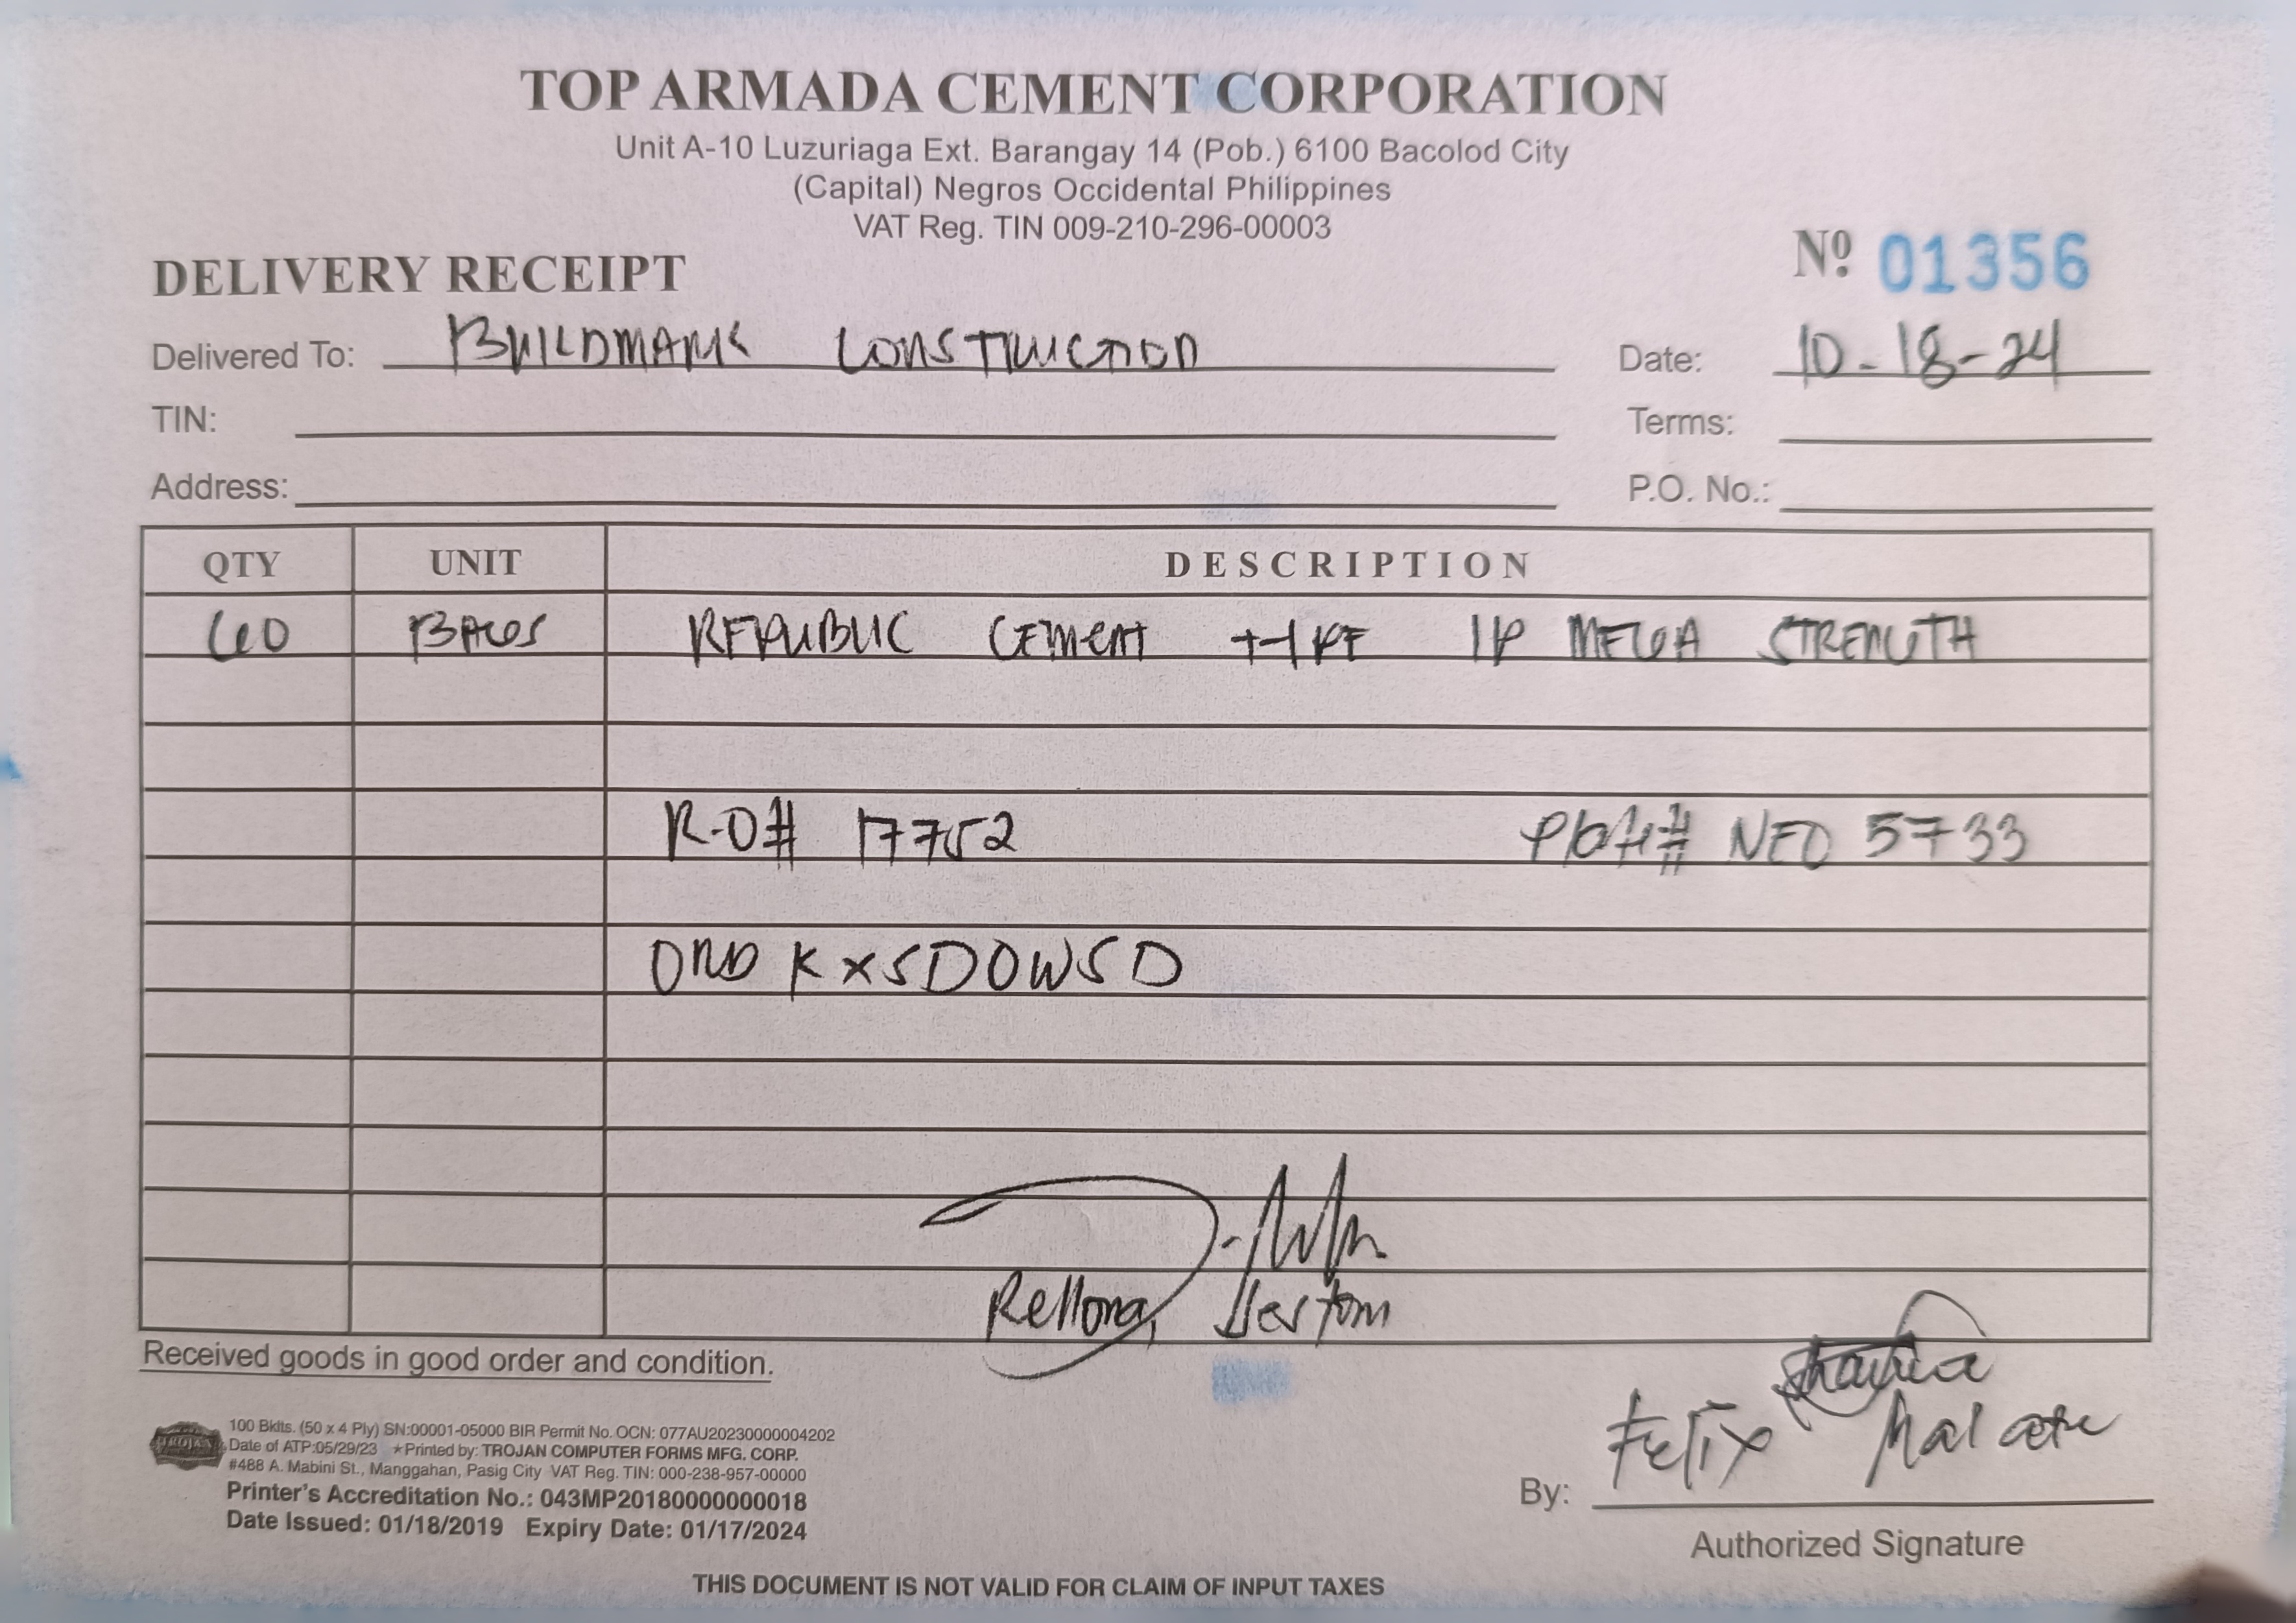 TOP ARMADA CEMENT CORPORATION
Unit A-10 Luzuriaga Ext. Barangay 14 (Pob.) 6100 Bacolod City
(Capital) Negros Occidental Philippines
VAT Reg. TIN 009-210-296-00003
DELIVERY RECEIPT Nº 01356
Delivered To: BUILDMARK CONSTRUCTION Date: 10-18-24
TIN: Terms:
Address: P.O. No.:
QTY UNIT DESCRIPTION
BAGS REPUBLIC CEMENT TYPE 1P MEGA STRENGTH
R-O# 17752 NEO 5733
ORD KXSDOWSD
Rellona,
Received goods in good order and condition.
Felix
TROJAN
100 Bklts. (50 x 4 Ply) SN:00001-05000 BIR Permit No. OCN: 077AU20230000004202
Date of ATP:05/29/23 ★Printed by: TROJAN COMPUTER FORMS MFG. CORP.
#488 A. Mabini St., Manggahan, Pasig City VAT Reg. TIN: 000-238-957-00000
Printer's Accreditation No.: 043MP20180000000018
Date Issued: 01/18/2019 Expiry Date: 01/17/2024
By:
Authorized Signature
THIS DOCUMENT IS NOT VALID FOR CLAIM OF INPUT TAXES